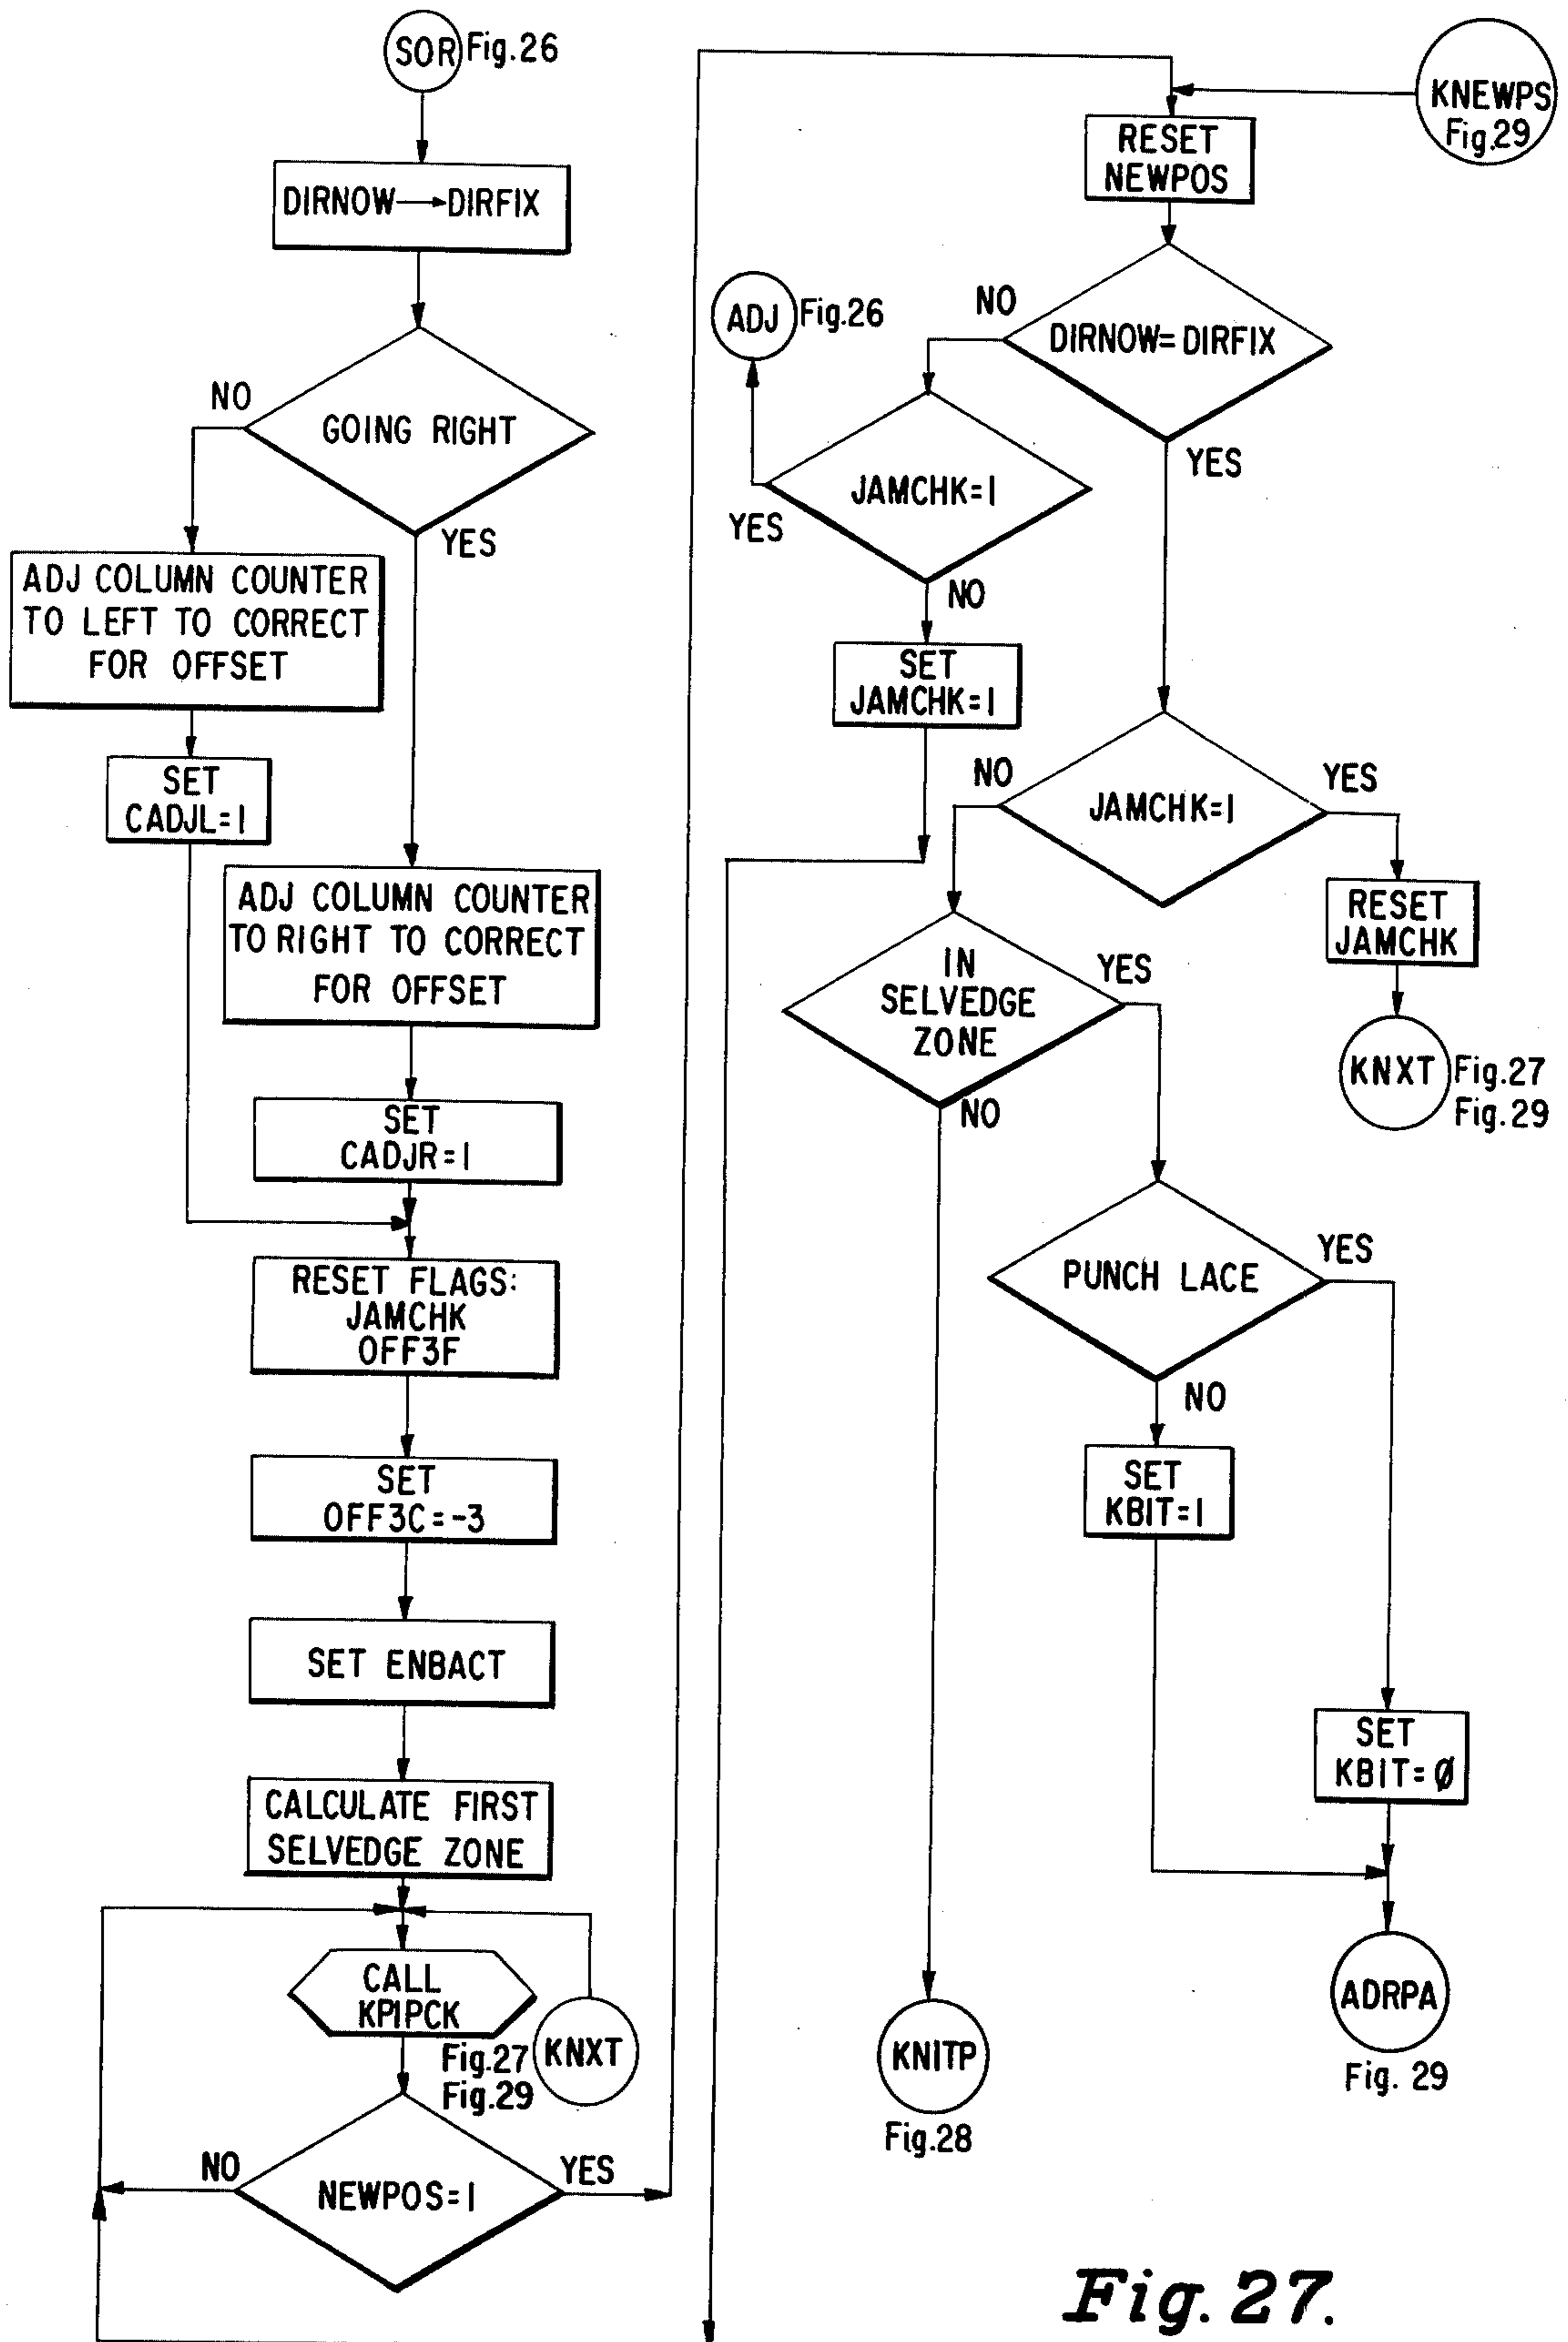 SOR Fig.26
DIRNOW→DIRFIX
GOING RIGHT
NO
YES
ADJ COLUMN COUNTER
TO LEFT TO CORRECT
FOR OFFSET
SET
CADJL=1
ADJ COLUMN COUNTER
TO RIGHT TO CORRECT
FOR OFFSET
SET
CADJR=1
RESET FLAGS:
JAMCHK
OFF3F
SET
OFF3C=-3
SET ENBACT
CALCULATE FIRST
SELVEDGE ZONE
CALL
KPIPCK
KNXT
Fig.27
Fig.29
NEWPOS=1
NO
YES
KNEWPS
Fig.29
RESET
NEWPOS
DIRNOW=DIRFIX
NO
YES
ADJ Fig.26
JAMCHK=1
YES
NO
SET
JAMCHK=1
JAMCHK=1
NO
YES
RESET
JAMCHK
KNXT Fig.27
Fig.29
IN
SELVEDGE
ZONE
YES
NO
PUNCH LACE
YES
NO
SET
KBIT=1
SET
KBIT=Ø
KNITP
Fig.28
ADRPA
Fig. 29
Fig. 27.